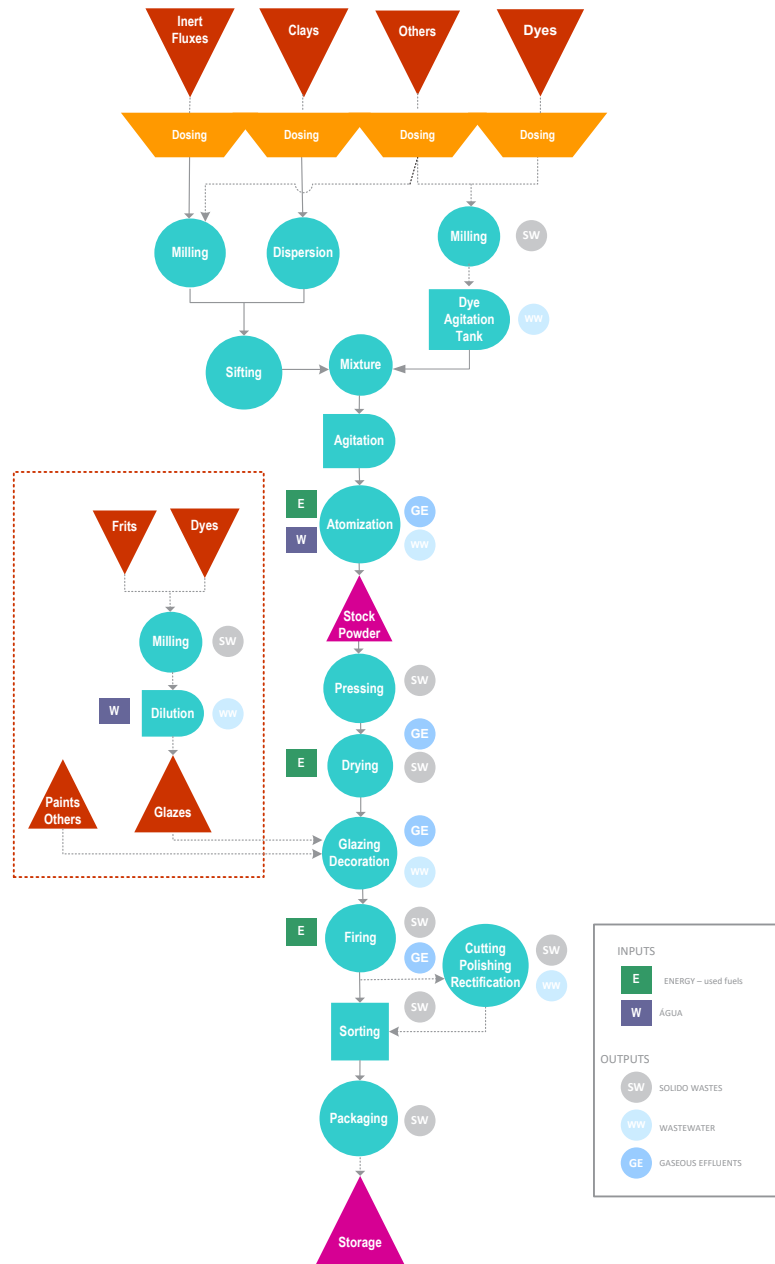 Inert
Fluxes
Clays
Others
Dyes
Dosing
Dosing
Dosing
Dosing
Milling
Dispersion
Milling
SW
Dye
Agitation
Tank
WW
Sifting
Mixture
Agitation
E
W
Atomization
GE
WW
Frits
Dyes
Milling
SW
W
Dilution
WW
Paints
Others
Glazes
Stock
Powder
Pressing
SW
E
Drying
GE
SW
Glazing
Decoration
GE
WW
E
Firing
SW
GE
Cutting
Polishing
Rectification
SW
WW
Sorting
SW
Packaging
SW
Storage
INPUTS
E ENERGY – used fuels
W ÁGUA
OUTPUTS
SW SOLIDO WASTES
WW WASTEWATER
GE GASEOUS EFFLUENTS